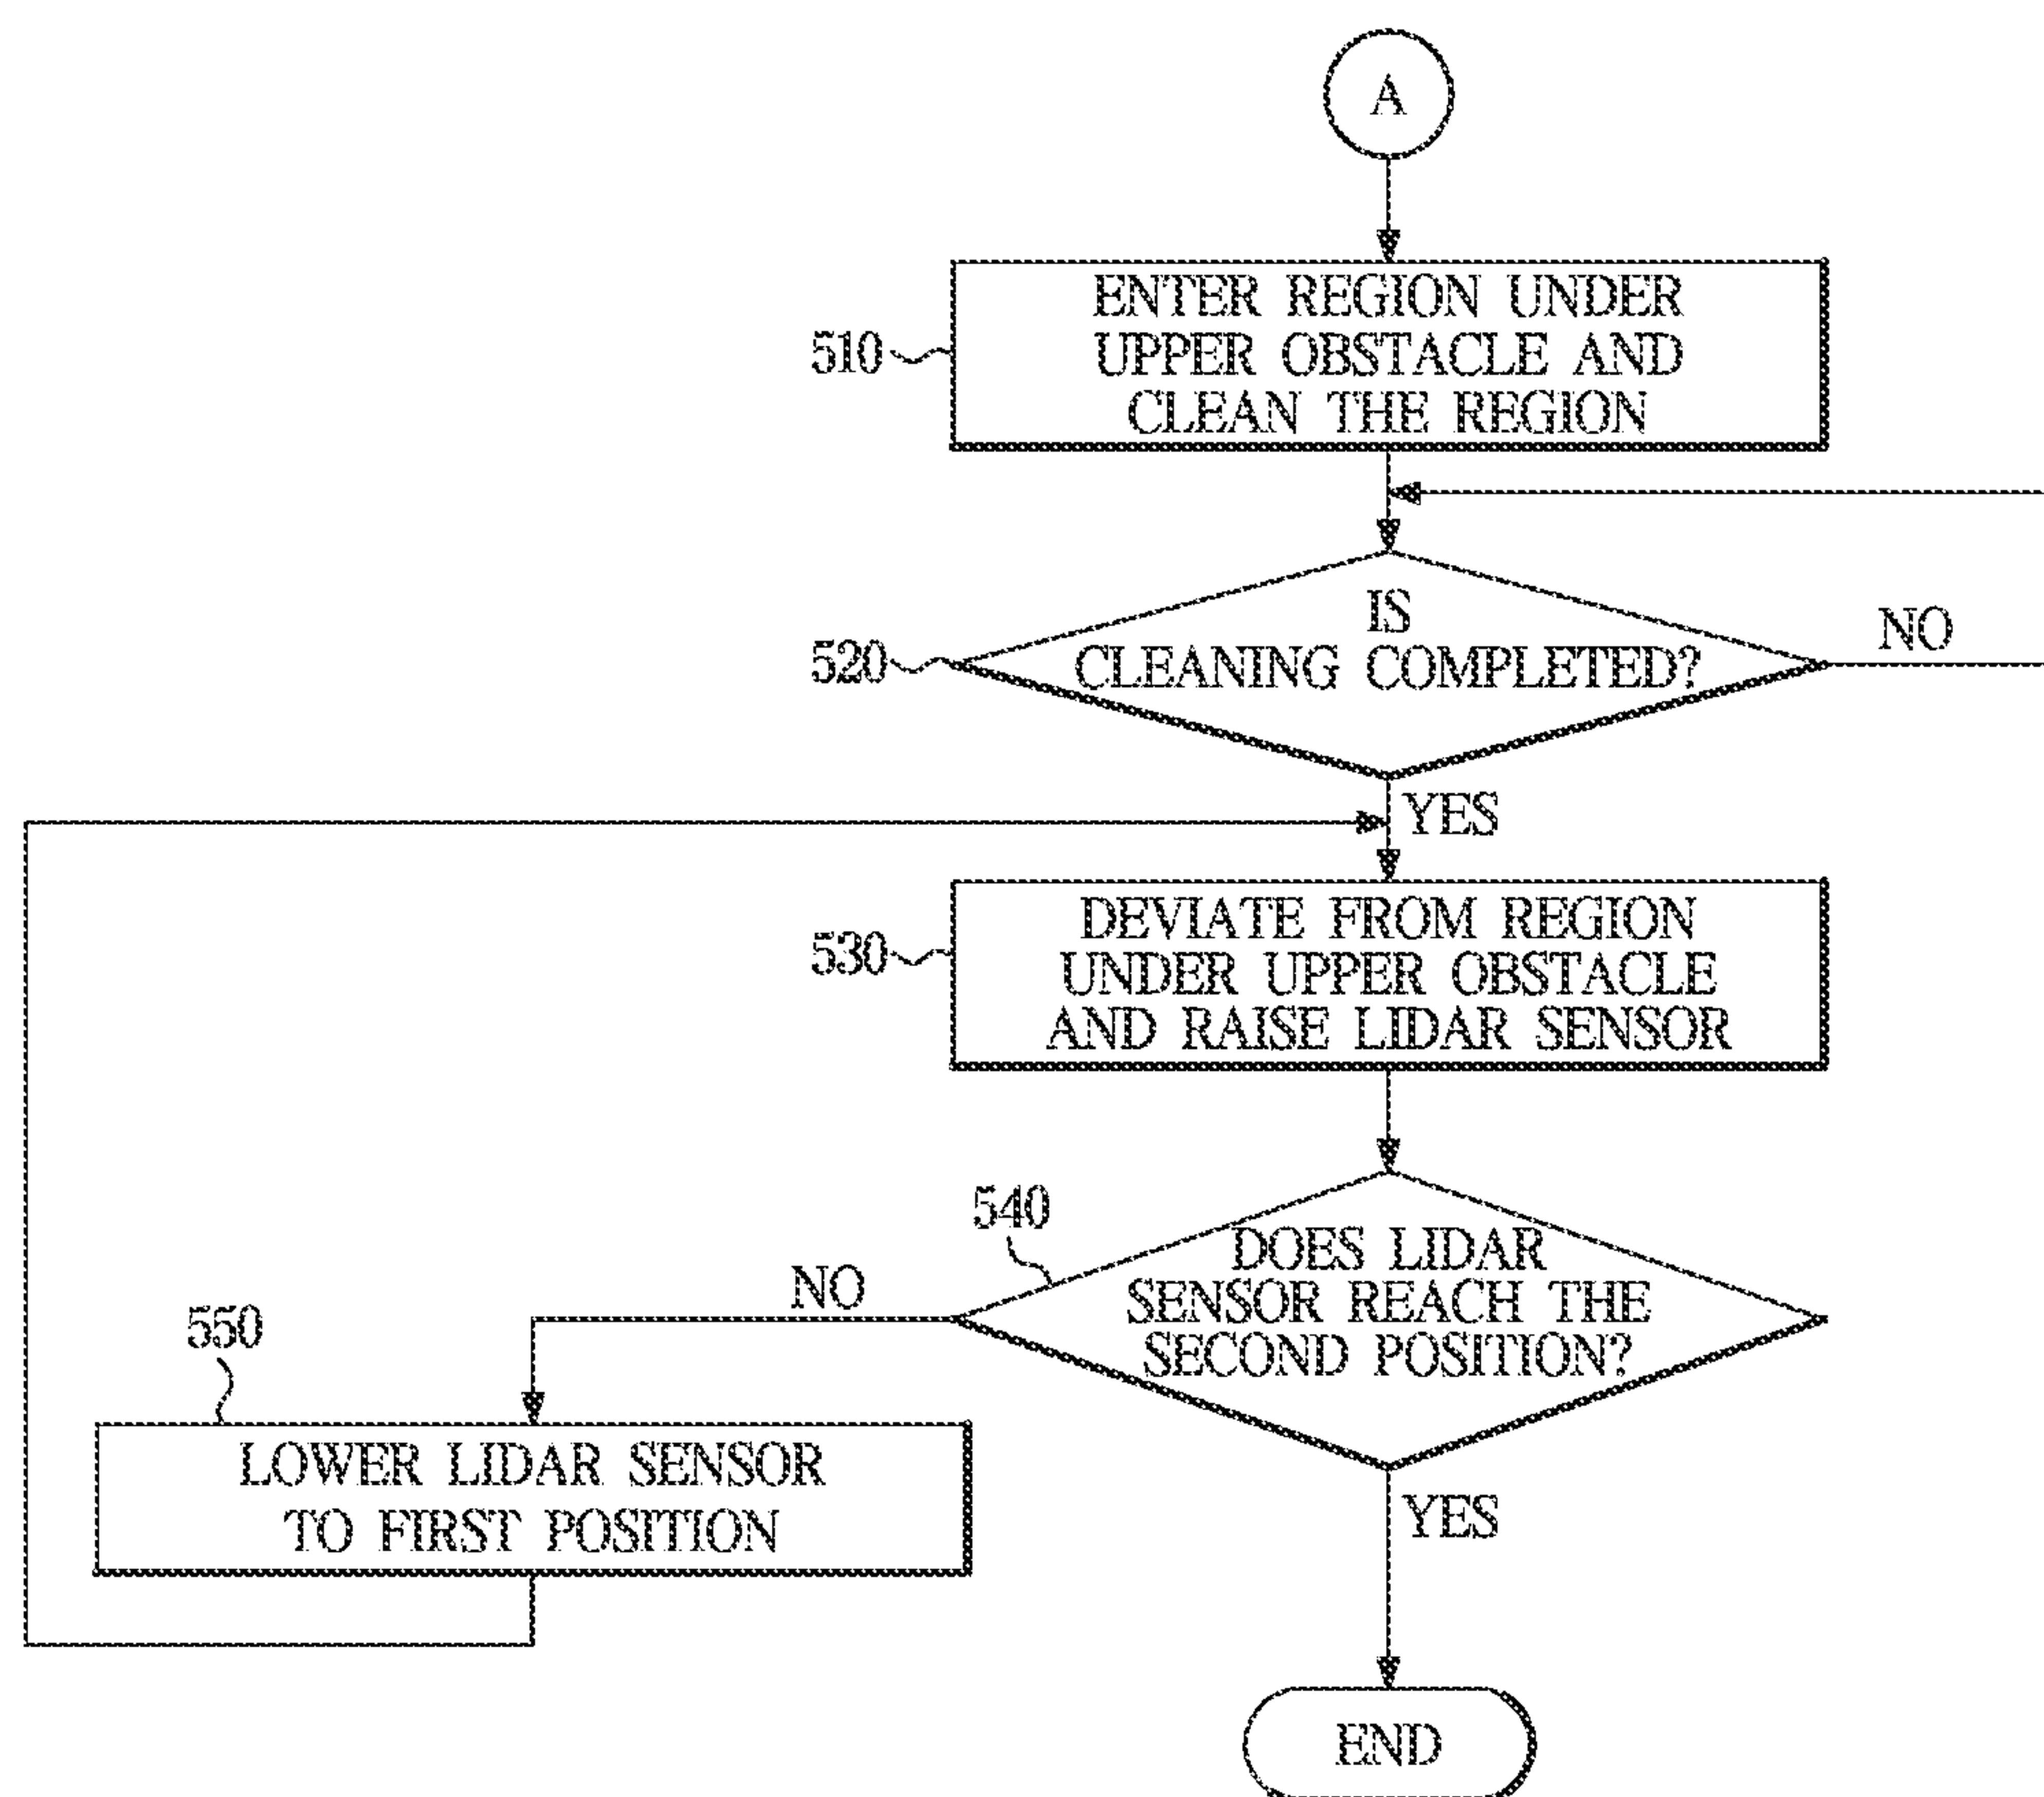 A
ENTER REGION UNDER
UPPER OBSTACLE AND
CLEAN THE REGION
510
IS
CLEANING COMPLETED?
520
NO
YES
DEVIATE FROM REGION
UNDER UPPER OBSTACLE
AND RAISE LIDAR SENSOR
530
540
DOES LIDAR
SENSOR REACH THE
SECOND POSITION?
NO
550
LOWER LIDAR SENSOR
TO FIRST POSITION
YES
END